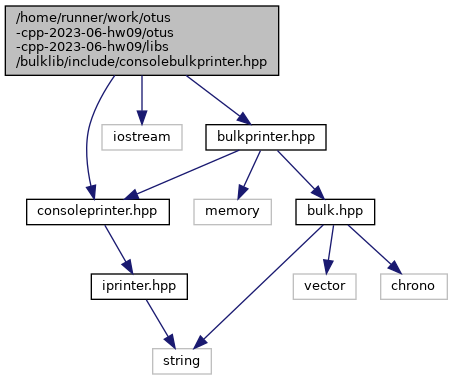 /home/runner/work/otus
-cpp-2023-06-hw09/otus
-cpp-2023-06-hw09/libs
/bulklib/include/consolebulkprinter.hpp
iostream
bulkprinter.hpp
consoleprinter.hpp
memory
bulk.hpp
iprinter.hpp
vector
chrono
string